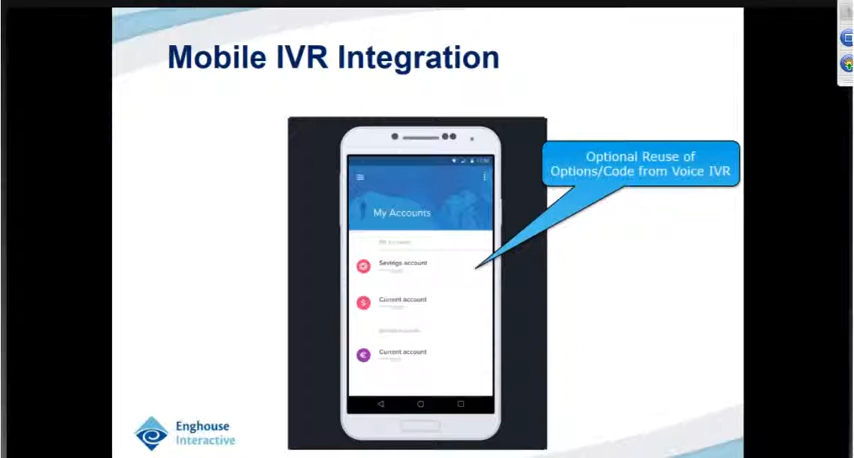 Mobile IVR Integration
Optional Reuse of
Options/Code from Voice IVR
My Accounts
Savings account
Current account
Current account
Enghouse
Interactive